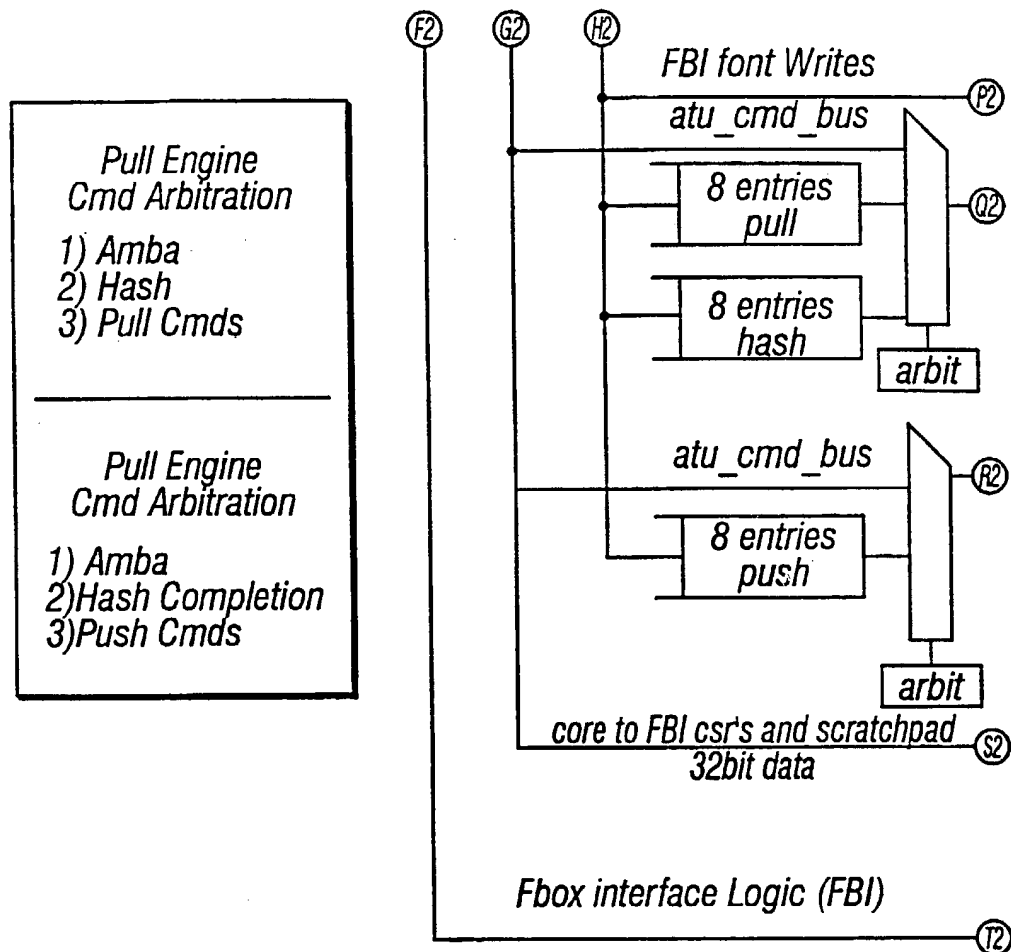 F2 G2 H2
FBI font Writes
P2
atu_cmd_bus
8 entries
pull
Q2
8 entries
hash
arbit
Pull Engine
Cmd Arbitration
1) Amba
2) Hash
3) Pull Cmds
Pull Engine
Cmd Arbitration
1) Amba
2)Hash Completion
3)Push Cmds
atu_cmd_bus
R2
8 entries
push
arbit
core to FBI csr's and scratchpad
32bit data
S2
Fbox interface Logic (FBI)
T2